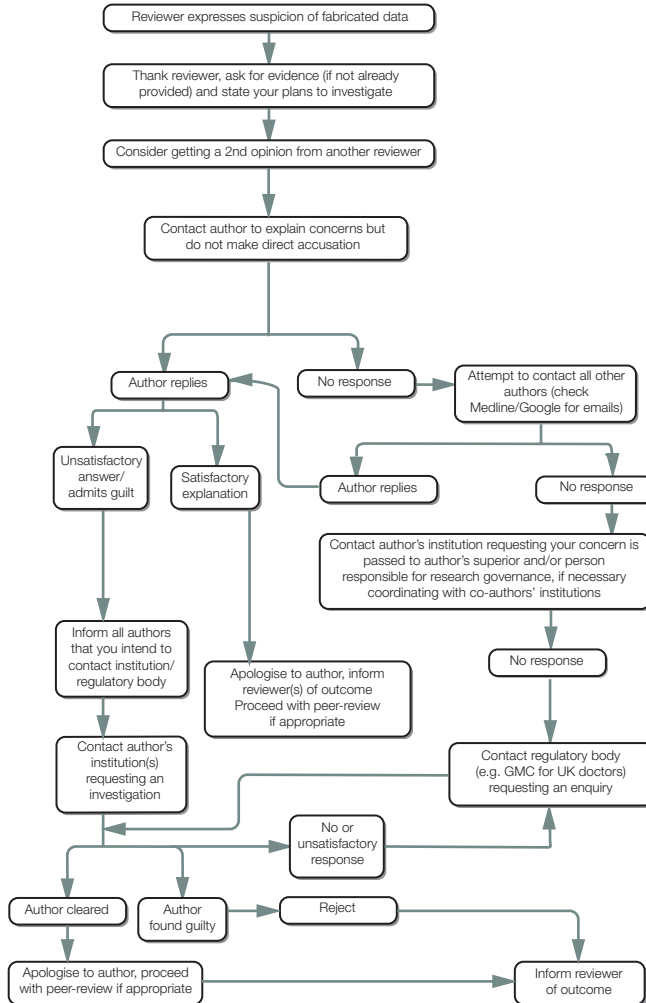 Reviewer expresses suspicion of fabricated data
Thank reviewer, ask for evidence (if not already
provided) and state your plans to investigate
Consider getting a 2nd opinion from another reviewer
Contact author to explain concerns but
do not make direct accusation
Author replies
No response
Attempt to contact all other
authors (check
Medline/Google for emails)
Unsatisfactory
answer/
admits guilt
Satisfactory
explanation
Author replies
No response
Contact author's institution requesting your concern is
passed to author's superior and/or person
responsible for research governance, if necessary
coordinating with co-authors' institutions
Inform all authors
that you intend to
contact institution/
regulatory body
Apologise to author, inform
reviewer(s) of outcome
Proceed with peer-review
if appropriate
No response
Contact author's
institution(s)
requesting an
investigation
Contact regulatory body
(e.g. GMC for UK doctors)
requesting an enquiry
No or
unsatisfactory
response
Author cleared
Author
found guilty
Reject
Apologise to author, proceed
with peer-review if appropriate
Inform reviewer
of outcome